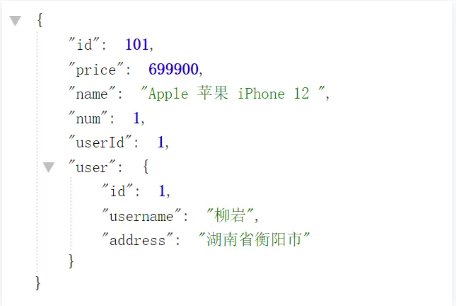 {
"id": 101,
"price": 699900,
"name": "Apple 苹果 iPhone 12 ",
"num": 1,
"userId": 1,
"user": {
"id": 1,
"username": "柳岩",
"address": "湖南省衡阳市"
}
}